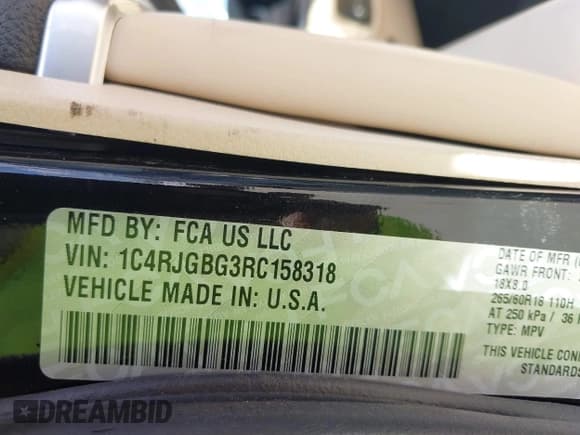 MFD BY: FCA US LLC
VIN: 1C4RJGBG3RC158318
VEHICLE MADE IN: U.S.A.
DATE OF MFR
GAWR FRONT:
18X8.0
265/60R18 110H
AT 250 kPa / 36
TYPE: MPV
THIS VEHICLE
STANDARDS
DREAMBID